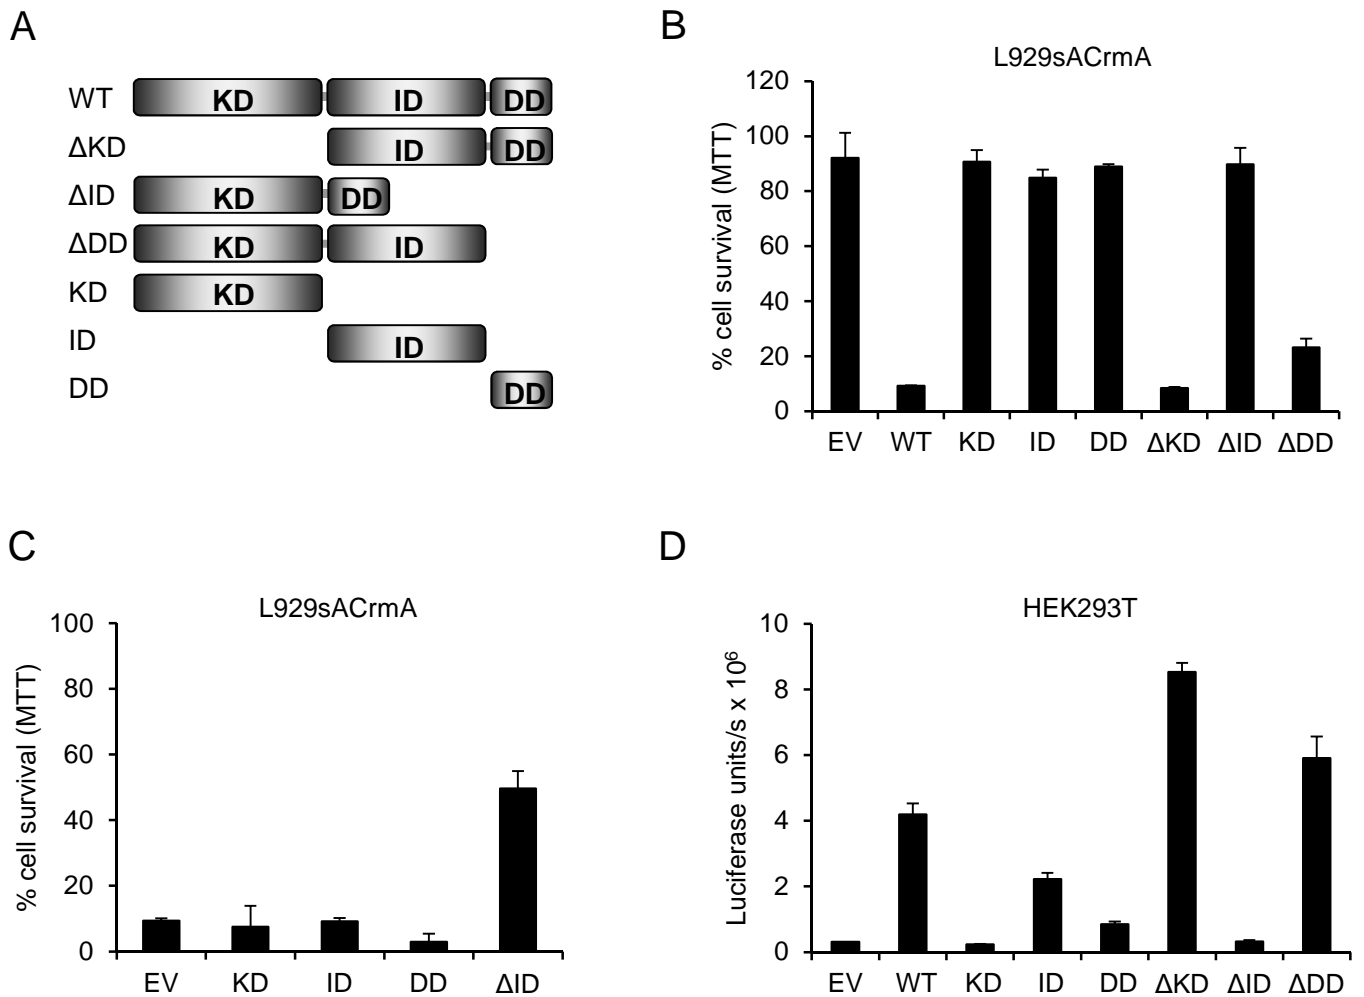 A
WT KD ID DD
ΔKD ID DD
ΔID KD DD
ΔDD KD ID
KD KD
ID ID
DD DD
B
L929sACrmA
% cell survival (MTT)
120
100
80
60
40
20
0
EV WT KD ID DD ΔKD ΔID ΔDD
C
L929sACrmA
% cell survival (MTT)
100
80
60
40
20
0
EV KD ID DD ΔID
D
HEK293T
Luciferase units/s x 10⁶
10
8
6
4
2
0
EV WT KD ID DD ΔKD ΔID ΔDD